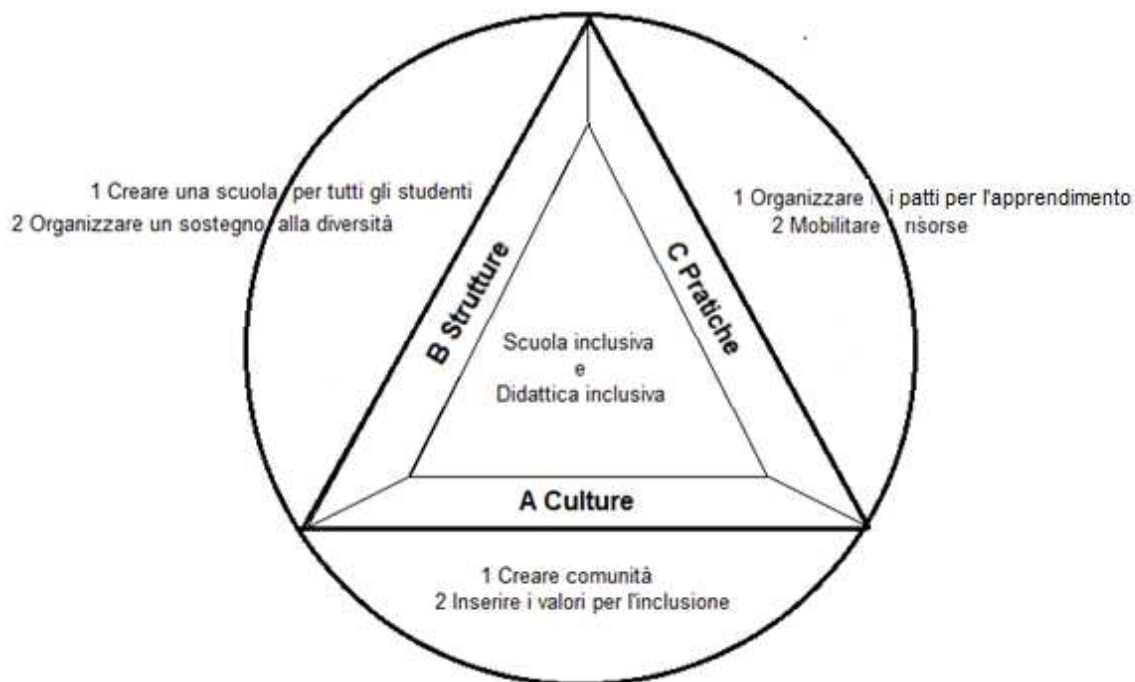 1 Creare una scuola per tutti gli studenti
2 Organizzare un sostegno alla diversità
1 Organizzare i patti per l'apprendimento
2 Mobilitare risorse
B Strutture
C Pratiche
Scuola inclusiva
e
Didattica inclusiva
A Culture
1 Creare comunità
2 Inserire i valori per l'inclusione